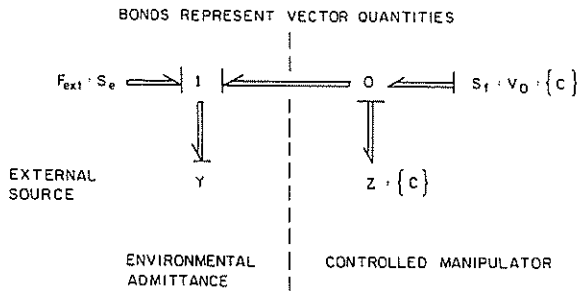 BONDS REPRESENT VECTOR QUANTITIES
F_ext : S_e 1 0 S_f : V_0 : {C}
Y Z : {C}
EXTERNAL
SOURCE
ENVIRONMENTAL
ADMITTANCE
CONTROLLED MANIPULATOR